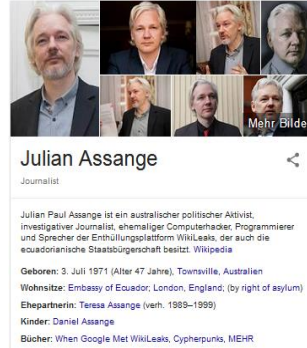 Mehr Bilde
Julian Assange
Journalist
Julian Paul Assange ist ein australischer politischer Aktivist,
investigativer Journalist, ehemaliger Computerhacker, Programmierer
und Sprecher der Enthüllungsplattform WikiLeaks, der auch die
ecuadorianische Staatsbürgerschaft besitzt. Wikipedia
Geboren: 3. Juli 1971 (Alter 47 Jahre), Townsville, Australien
Wohnsitze: Embassy of Ecuador; London, England; (by right of asylum)
Ehepartnerin: Teresa Assange (verh. 1989–1999)
Kinder: Daniel Assange
Bücher: When Google Met WikiLeaks, Cypherpunks, MEHR